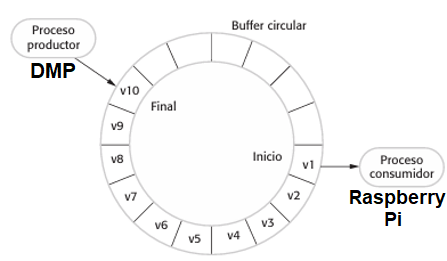 Proceso
productor
DMP
Buffer circular
v10
Final
v9
v8
v7
v6
v5
v4
v3
v2
v1
Inicio
Proceso
consumidor
Raspberry
Pi